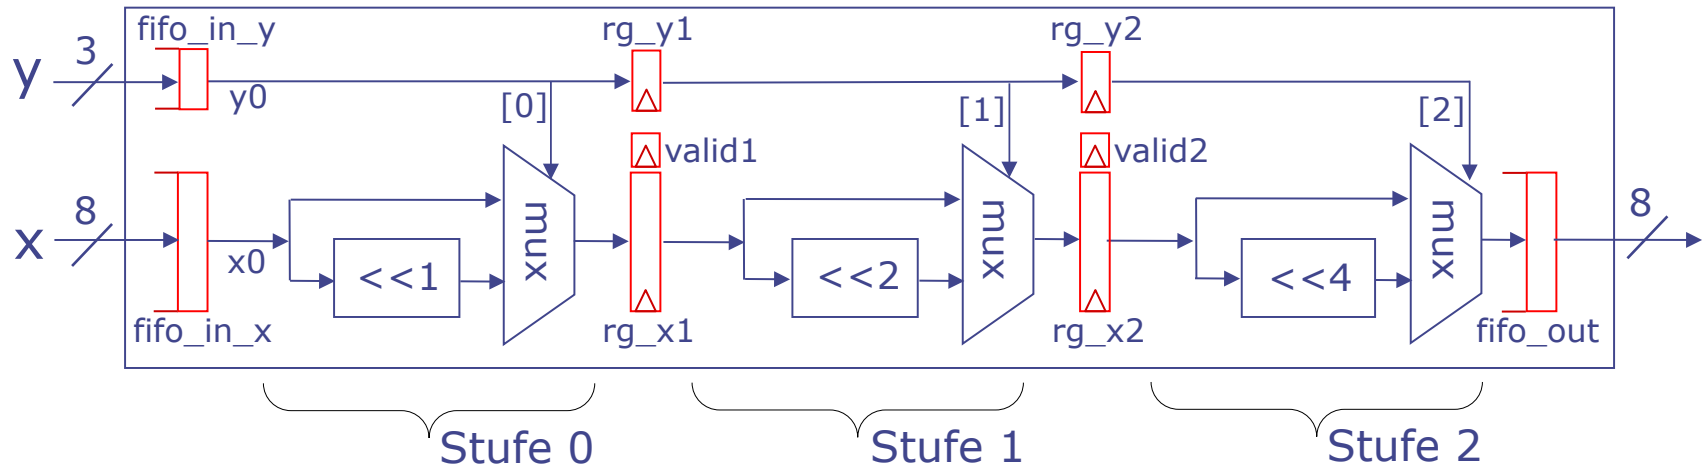 fifo_in_y rg_y1 rg_y2
y 3 y0 [0] [1] [2]
valid1 valid2
x 8 x0 <<1 mux <<2 mux <<4 mux 8
fifo_in_x rg_x1 rg_x2 fifo_out
Stufe 0 Stufe 1 Stufe 2